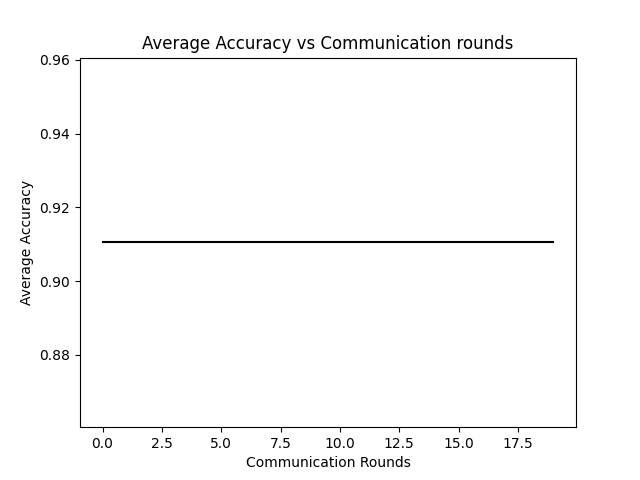 Average Accuracy vs Communication rounds
0.96
0.94
0.92
0.90
0.88
Average Accuracy
0.0 2.5 5.0 7.5 10.0 12.5 15.0 17.5
Communication Rounds